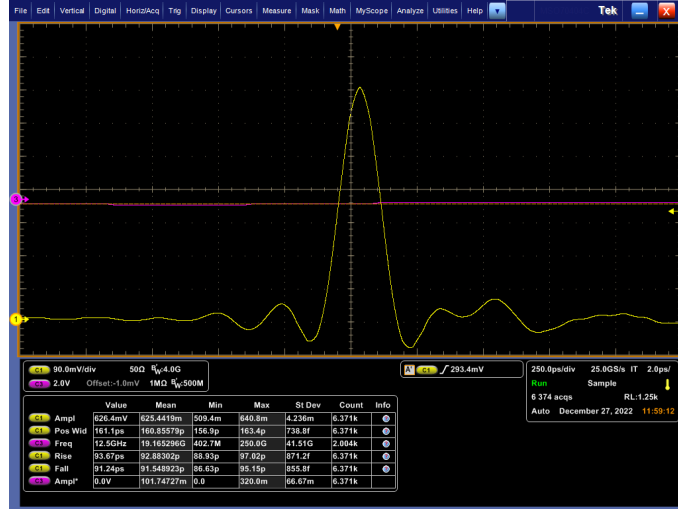 File Edit Vertical Digital Horiz/Acq Trig Display Cursors Measure Mask Math MyScope Analyze Utilities Help Tek X
3
1
C1 90.0mV/div 50Ω BW:4.0G
C3 2.0V Offset:-1.0mV 1MΩ BW:500M
A' C1 293.4mV
250.0ps/div 25.0GS/s IT 2.0ps/
Run Sample
6 374 acqs RL:1.25k
Auto December 27, 2022 11:59:12
Value Mean Min Max St Dev Count Info
C1 Ampl 626.4mV 625.4419m 509.4m 640.8m 4.236m 6.371k
C1 Pos Wid 161.1ps 160.85579p 156.9p 163.4p 738.8f 6.371k
C3 Freq 12.5GHz 19.165296G 402.7M 250.0G 41.51G 2.004k
C1 Rise 93.67ps 92.88302p 88.93p 97.02p 871.2f 6.371k
C1 Fall 91.24ps 91.548923p 86.63p 95.15p 855.8f 6.371k
C3 Ampl* 0.0V 101.74727m 0.0 320.0m 66.67m 6.371k